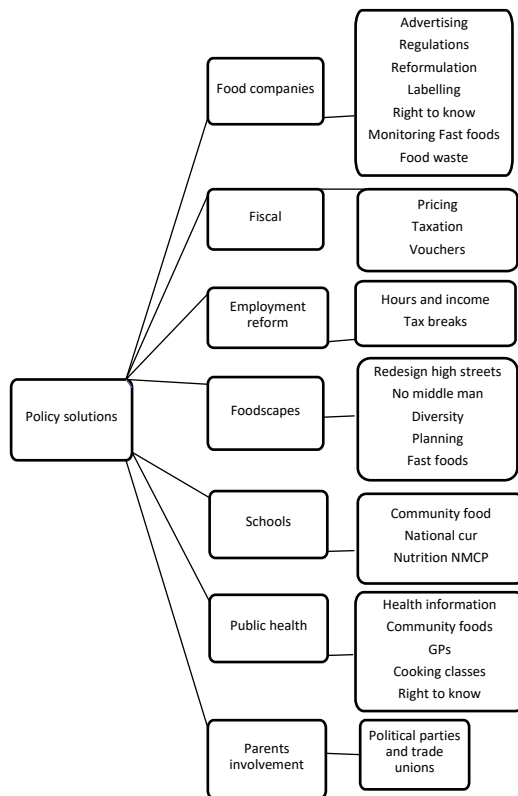 Policy solutions
Food companies
Advertising
Regulations
Reformulation
Labelling
Right to know
Monitoring Fast foods
Food waste
Fiscal
Pricing
Taxation
Vouchers
Employment
reform
Hours and income
Tax breaks
Foodscapes
Redesign high streets
No middle man
Diversity
Planning
Fast foods
Schools
Community food
National cur
Nutrition NMCP
Public health
Health information
Community foods
GPs
Cooking classes
Right to know
Parents
involvement
Political parties
and trade
unions